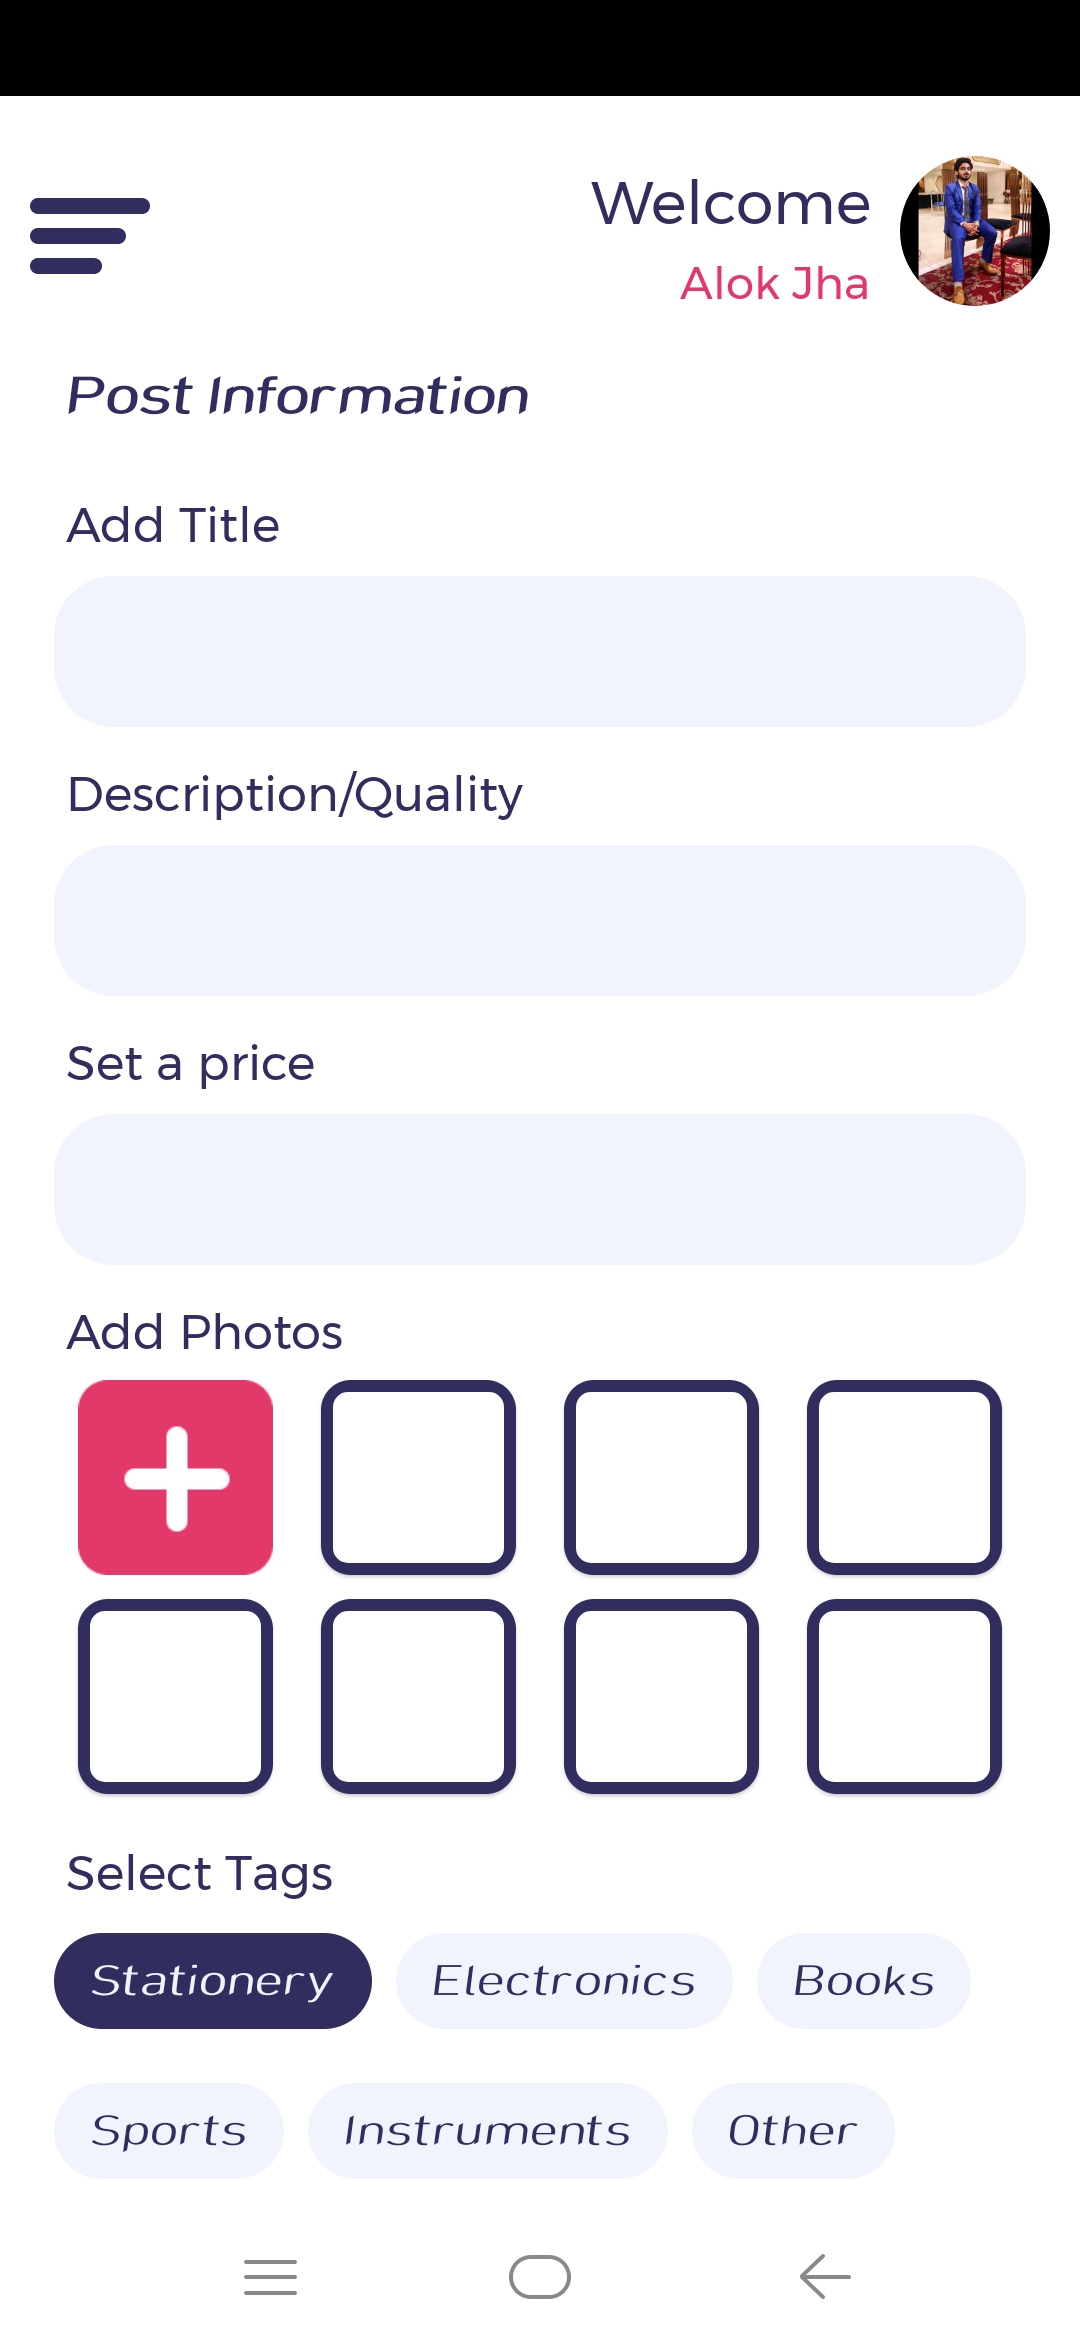 Welcome
Alok Jha
Post Information
Add Title
Description/Quality
Set a price
Add Photos
Select Tags
Stationery Electronics Books
Sports Instruments Other